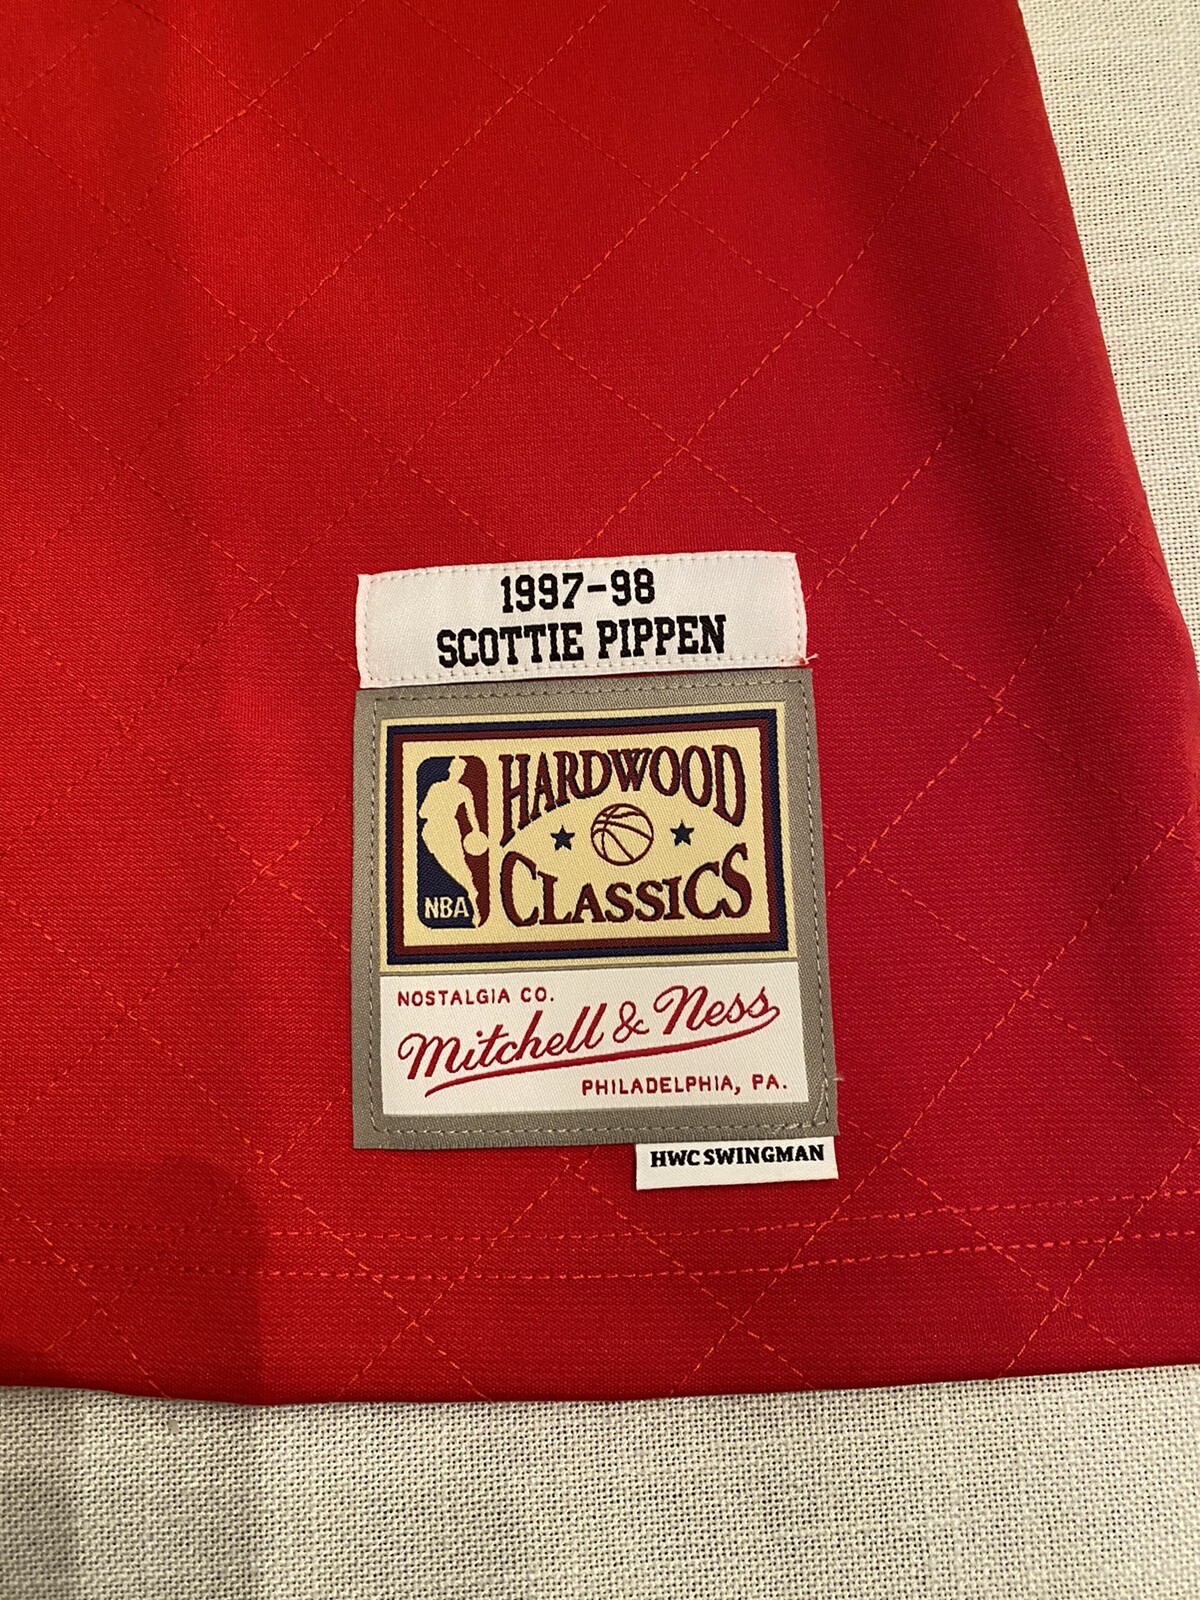 1997-98
SCOTTIE PIPPEN
HARDWOOD
CLASSICS
NBA
NOSTALGIA CO.
Mitchell & Ness
PHILADELPHIA, PA.
HWC SWINGMAN